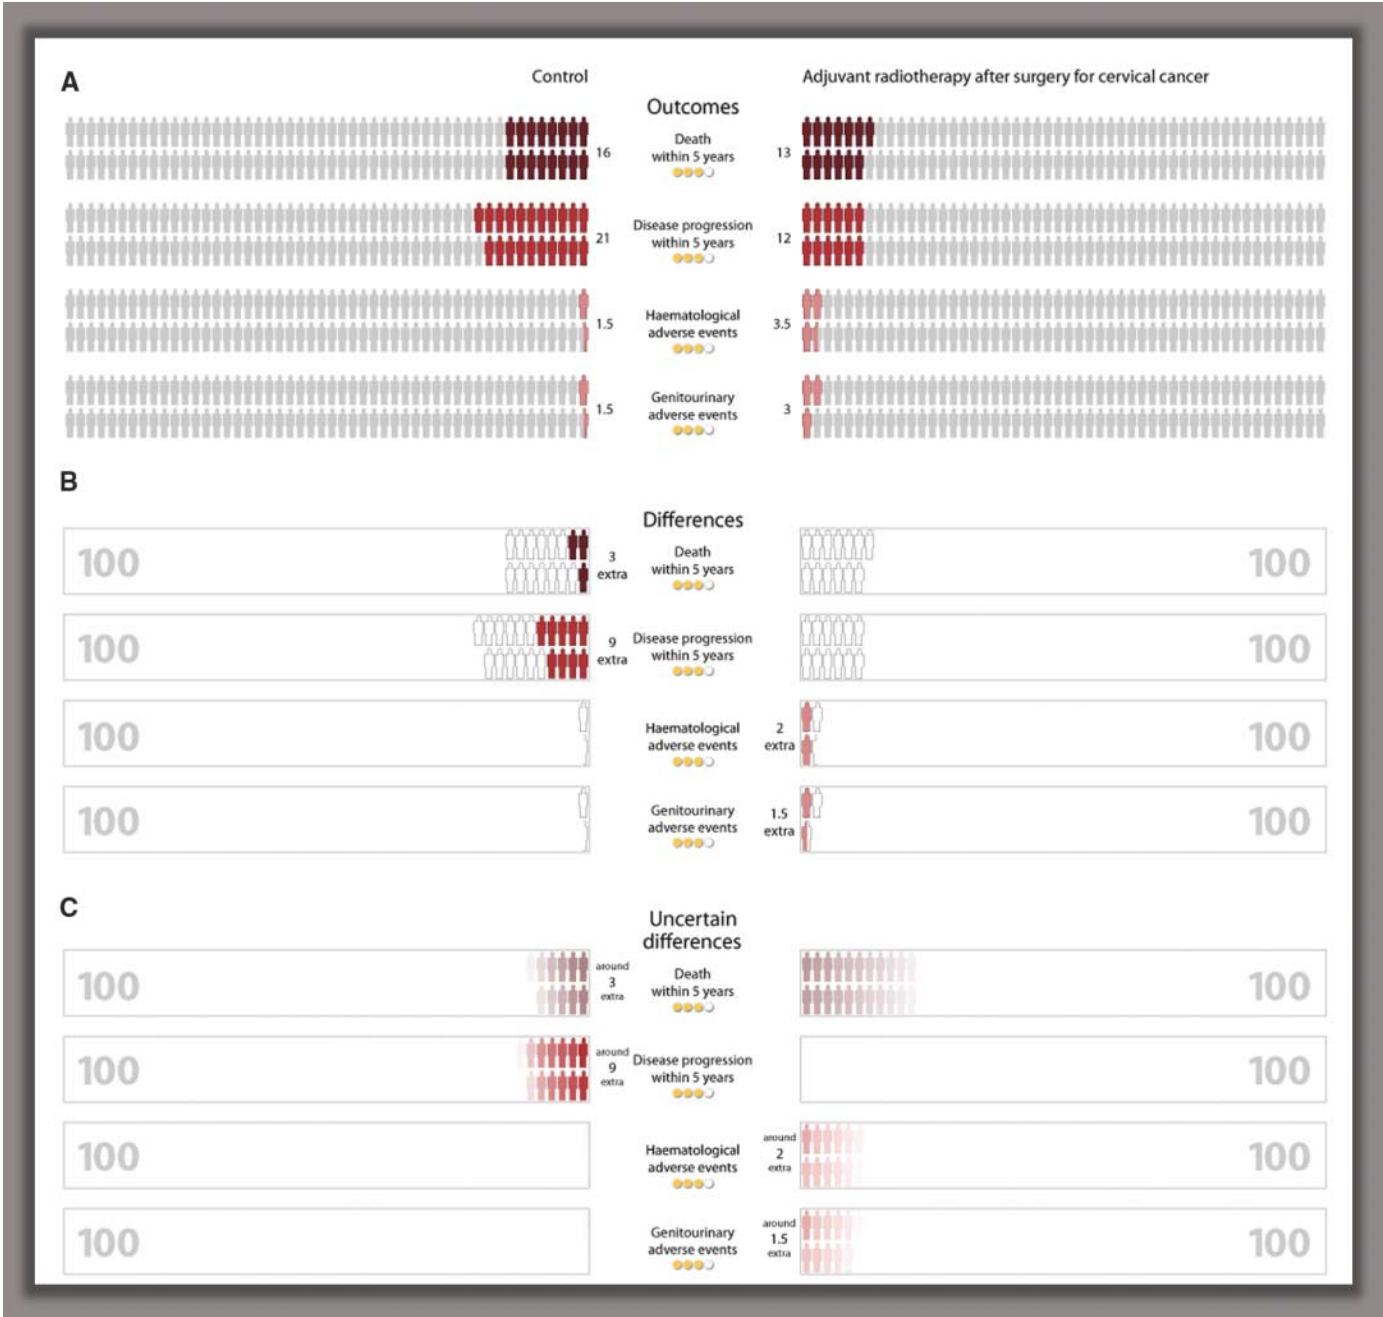 A
Control
Adjuvant radiotherapy after surgery for cervical cancer
Outcomes
16
Death
within 5 years
13
21
Disease progression
within 5 years
12
1.5
Haematological
adverse events
3.5
1.5
Genitourinary
adverse events
3
B
Differences
100
3
extra
Death
within 5 years
100
100
9
extra
Disease progression
within 5 years
100
100
Haematological
adverse events
2
extra
100
100
Genitourinary
adverse events
1.5
extra
100
C
Uncertain
differences
100
around
3
extra
Death
within 5 years
100
100
around
9
extra
Disease progression
within 5 years
100
100
Haematological
adverse events
around
2
extra
100
100
Genitourinary
adverse events
around
1.5
extra
100